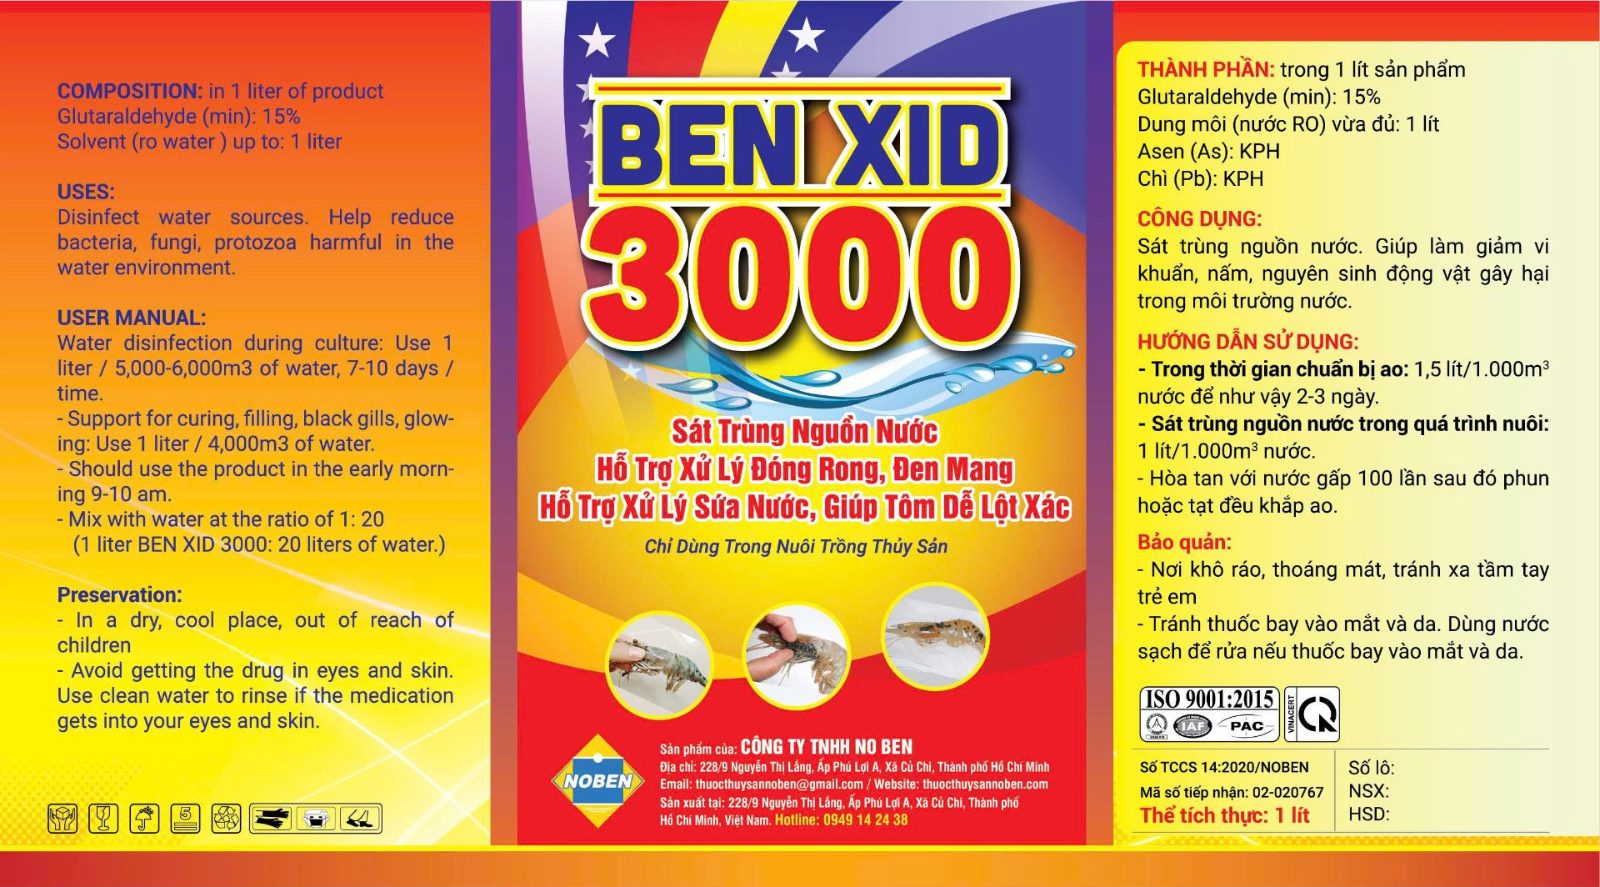 COMPOSITION: in 1 liter of product
Glutaraldehyde (min): 15%
Solvent (ro water ) up to: 1 liter
USES:
Disinfect water sources. Help reduce
bacteria, fungi, protozoa harmful in the
water environment.
USER MANUAL:
Water disinfection during culture: Use 1
liter / 5,000-6,000m3 of water, 7-10 days /
time.
- Support for curing, filling, black gills, glow-
ing: Use 1 liter / 4,000m3 of water.
- Should use the product in the early morn-
ing 9-10 am.
- Mix with water at the ratio of 1: 20
(1 liter BEN XID 3000: 20 liters of water.)
Preservation:
- In a dry, cool place, out of reach of
children
- Avoid getting the drug in eyes and skin.
Use clean water to rinse if the medication
gets into your eyes and skin.
5
BEN XID
3000
Sát Trùng Nguồn Nước
Hỗ Trợ Xử Lý Đóng Rong, Đen Mang
Hỗ Trợ Xử Lý Sứa Nước, Giúp Tôm Dễ Lột Xác
Chỉ Dùng Trong Nuôi Trồng Thủy Sản
NOBEN
Sản phẩm của: CÔNG TY TNHH NO BEN
Địa chỉ: 228/9 Nguyễn Thị Lắng, Ấp Phú Lợi A, Xã Củ Chi, Thành phố Hồ Chí Minh
Email: thuocthuysannoben@gmail.com / Website: thuocthuysannoben.com
Sản xuất tại: 228/9 Nguyễn Thị Lắng, Ấp Phú Lợi A, Xã Củ Chi, Thành phố
Hồ Chí Minh, Việt Nam. Hotline: 0949 14 24 38
THÀNH PHẦN: trong 1 lít sản phẩm
Glutaraldehyde (min): 15%
Dung môi (nước RO) vừa đủ: 1 lít
Asen (As): KPH
Chì (Pb): KPH
CÔNG DỤNG:
Sát trùng nguồn nước. Giúp làm giảm vi
khuẩn, nấm, nguyên sinh động vật gây hại
trong môi trường nước.
HƯỚNG DẪN SỬ DỤNG:
- Trong thời gian chuẩn bị ao: 1,5 lít/1.000m³
nước để như vậy 2-3 ngày.
- Sát trùng nguồn nước trong quá trình nuôi:
1 lít/1.000m³ nước.
- Hòa tan với nước gấp 100 lần sau đó phun
hoặc tạt đều khắp ao.
Bảo quản:
- Nơi khô ráo, thoáng mát, tránh xa tầm tay
trẻ em
- Tránh thuốc bay vào mắt và da. Dùng nước
sạch để rửa nếu thuốc bay vào mắt và da.
ISO 9001:2015
IAF
PAC
VINACERT
Số TCCS 14:2020/NOBEN
Mã số tiếp nhận: 02-020767
Thể tích thực: 1 lít
Số lô:
NSX:
HSD: